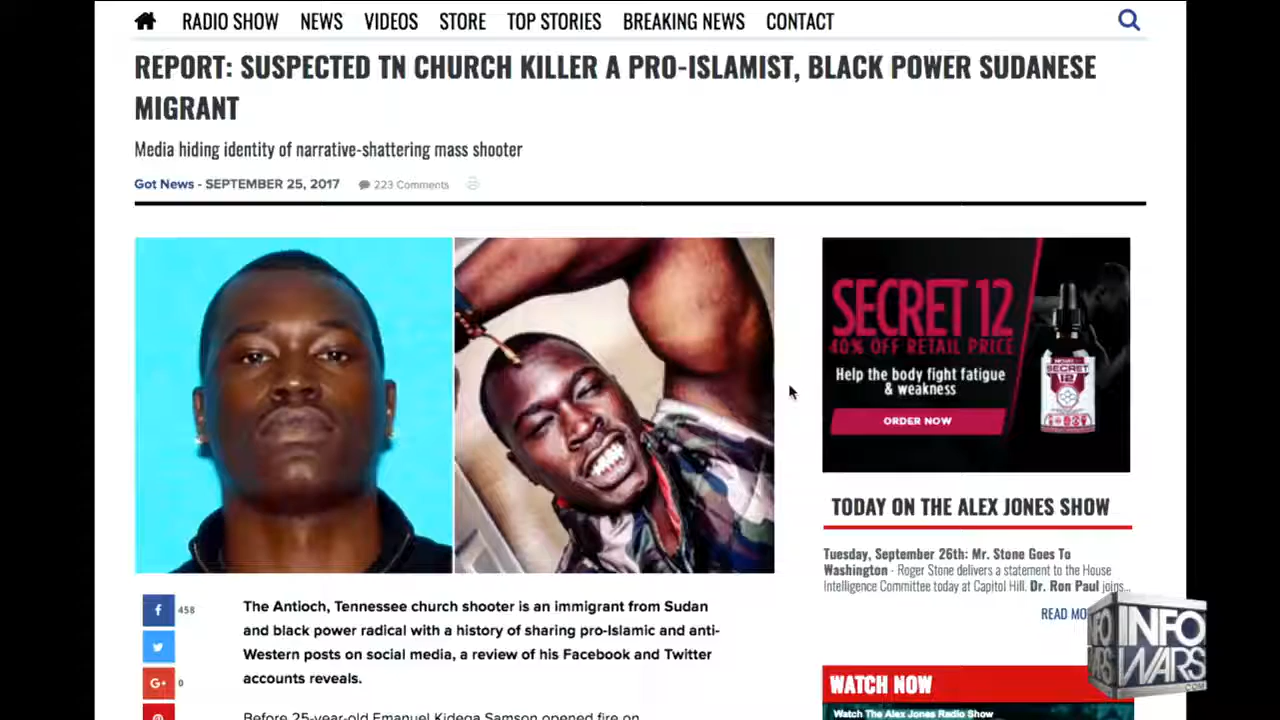 RADIO SHOW NEWS VIDEOS STORE TOP STORIES BREAKING NEWS CONTACT
REPORT: SUSPECTED TN CHURCH KILLER A PRO-ISLAMIST, BLACK POWER SUDANESE
MIGRANT
Media hiding identity of narrative-shattering mass shooter
Got News - SEPTEMBER 25, 2017 223 Comments
SECRET 12
40% OFF RETAIL PRICE
Help the body fight fatigue
& weakness
ORDER NOW
SECRET
12
TODAY ON THE ALEX JONES SHOW
Tuesday, September 26th: Mr. Stone Goes To
Washington - Roger Stone delivers a statement to the House
Intelligence Committee today at Capitol Hill. Dr. Ron Paul joins...
READ MO
f 458
G+ 0
The Antioch, Tennessee church shooter is an immigrant from Sudan
and black power radical with a history of sharing pro-Islamic and anti-
Western posts on social media, a review of his Facebook and Twitter
accounts reveals.
Before 25-year-old Emanuel Kidega Samson opened fire on
WATCH NOW
Watch The Alex Jones Radio Show
INFO
WARS
.COM